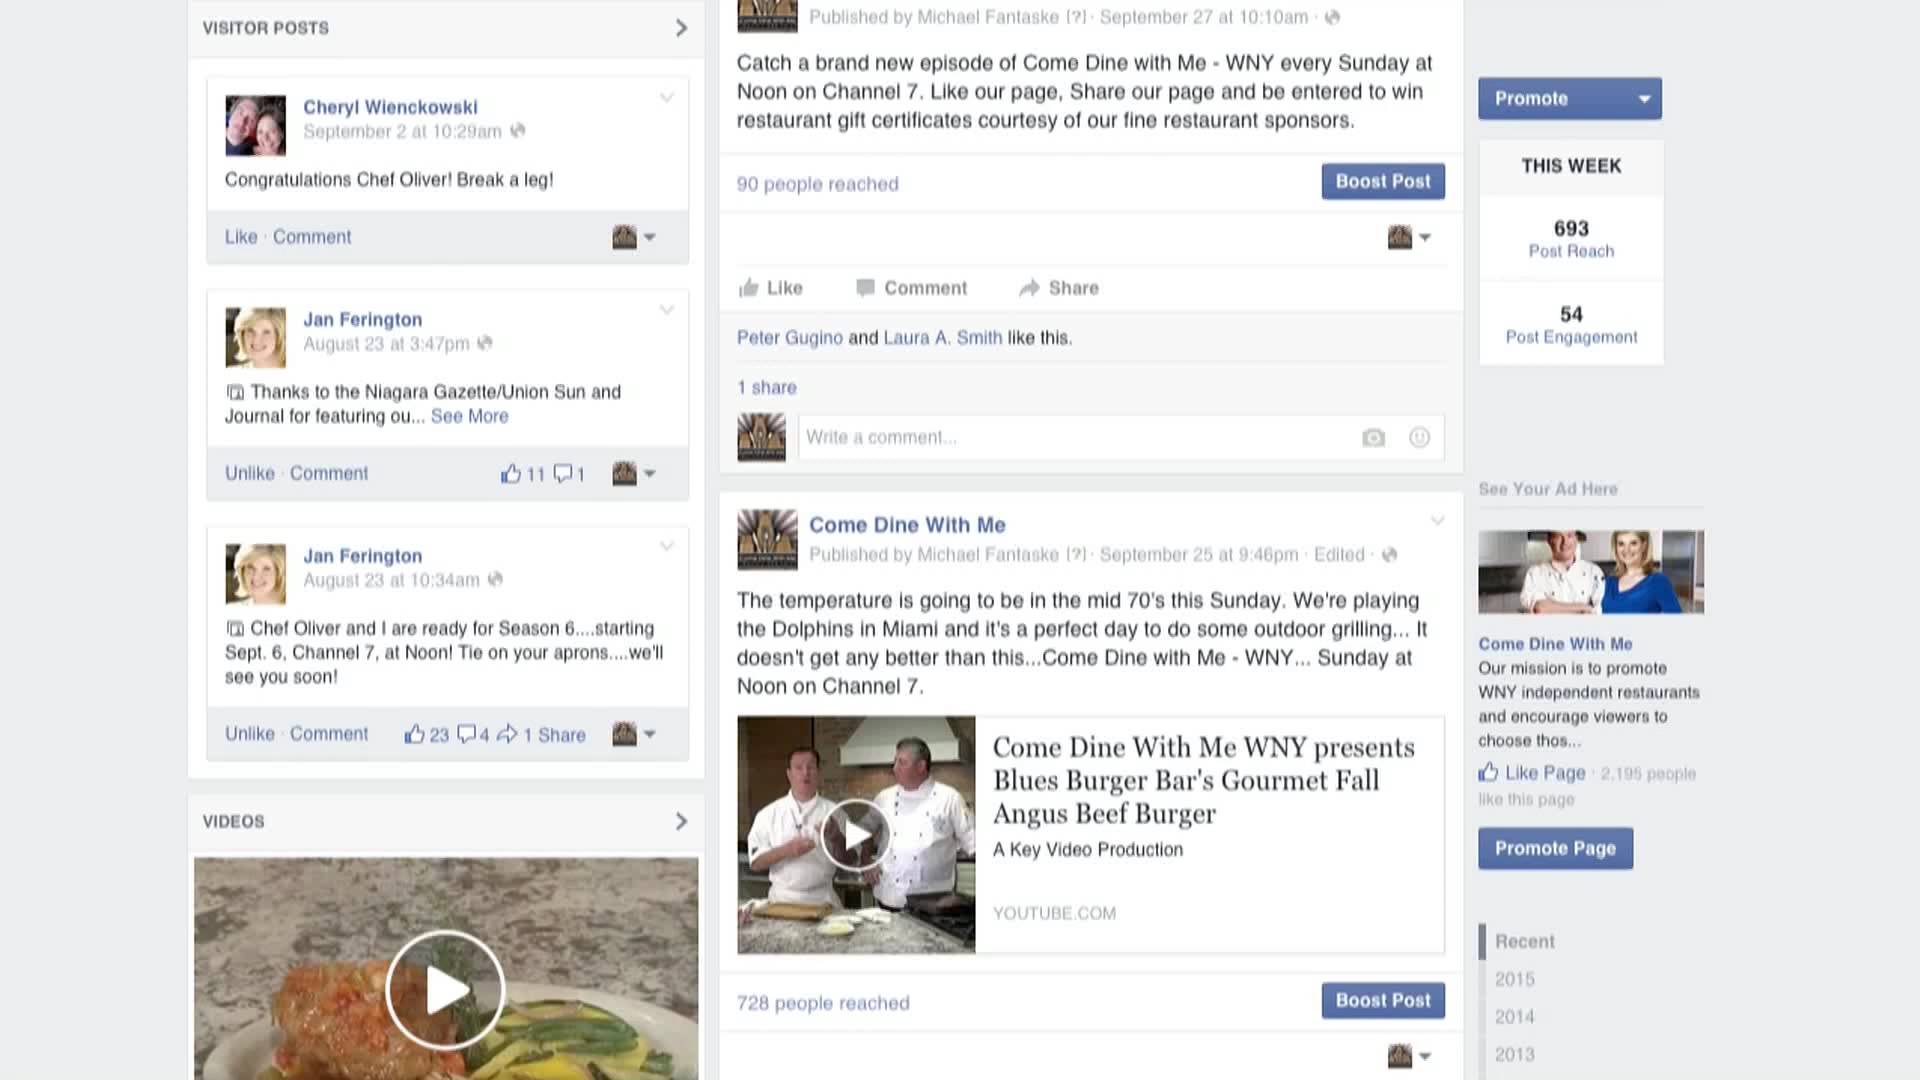 VISITOR POSTS
Cheryl Wienckowski
September 2 at 10:29am
Congratulations Chef Oliver! Break a leg!
Like · Comment
Jan Ferington
August 23 at 3:47pm
Thanks to the Niagara Gazette/Union Sun and
Journal for featuring ou... See More
Unlike · Comment 11 1
Jan Ferington
August 23 at 10:34am
Chef Oliver and I are ready for Season 6....starting
Sept. 6, Channel 7, at Noon! Tie on your aprons....we'll
see you soon!
Unlike · Comment 23 4 1 Share
VIDEOS
Published by Michael Fantaske [?] · September 27 at 10:10am ·
Catch a brand new episode of Come Dine with Me - WNY every Sunday at
Noon on Channel 7. Like our page, Share our page and be entered to win
restaurant gift certificates courtesy of our fine restaurant sponsors.
90 people reached
Boost Post
Like Comment Share
Peter Gugino and Laura A. Smith like this.
1 share
Write a comment...
Come Dine With Me
Published by Michael Fantaske [?] · September 25 at 9:46pm · Edited ·
The temperature is going to be in the mid 70's this Sunday. We're playing
the Dolphins in Miami and it's a perfect day to do some outdoor grilling... It
doesn't get any better than this...Come Dine with Me - WNY... Sunday at
Noon on Channel 7.
Come Dine With Me WNY presents
Blues Burger Bar's Gourmet Fall
Angus Beef Burger
A Key Video Production
YOUTUBE.COM
728 people reached
Boost Post
Promote
THIS WEEK
693
Post Reach
54
Post Engagement
See Your Ad Here
Come Dine With Me
Our mission is to promote
WNY independent restaurants
and encourage viewers to
choose thos...
Like Page · 2,195 people
like this page
Promote Page
Recent
2015
2014
2013